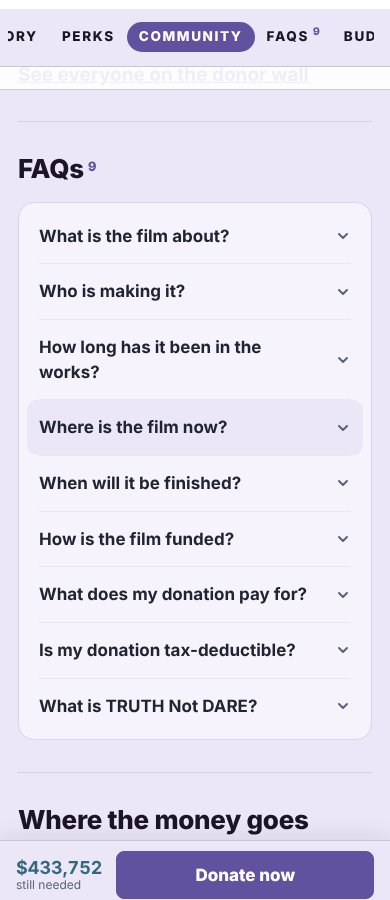 ORY PERKS COMMUNITY FAQS 9 BUD
See everyone on the donor wall
FAQs 9
What is the film about?
Who is making it?
How long has it been in the
works?
Where is the film now?
When will it be finished?
How is the film funded?
What does my donation pay for?
Is my donation tax-deductible?
What is TRUTH Not DARE?
Where the money goes
$433,752
still needed
Donate now